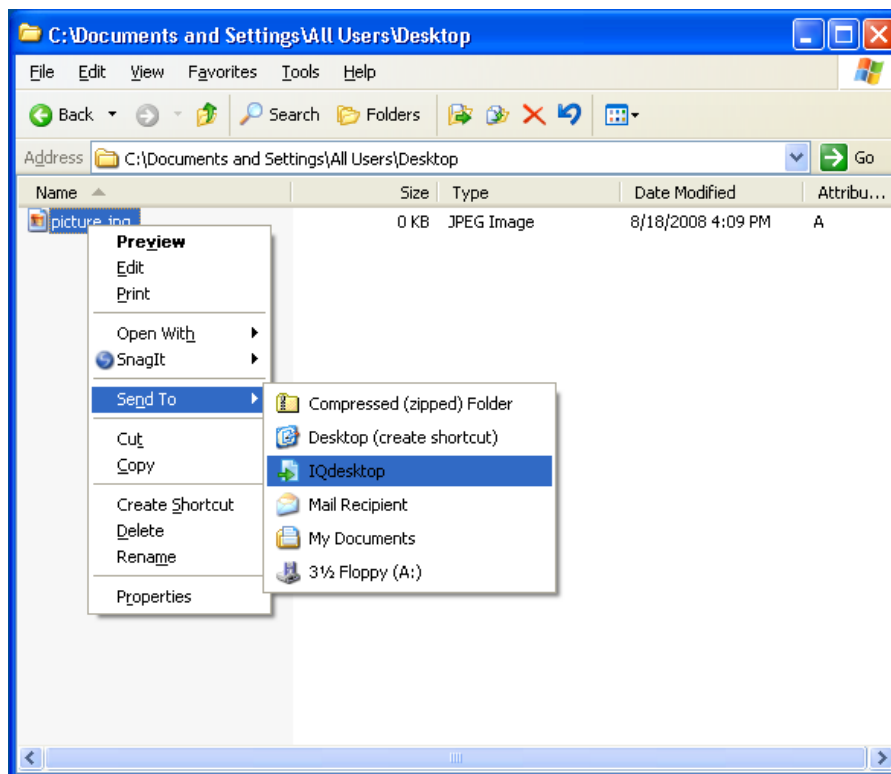 C:\Documents and Settings\All Users\Desktop
File Edit View Favorites Tools Help
Back Search Folders
Address C:\Documents and Settings\All Users\Desktop Go
Name Size Type Date Modified Attribu...
picture.jpg 0 KB JPEG Image 8/18/2008 4:09 PM A
Preview
Edit
Print
Open With
SnagIt
Send To
Cut
Copy
Create Shortcut
Delete
Rename
Properties
Compressed (zipped) Folder
Desktop (create shortcut)
IQdesktop
Mail Recipient
My Documents
3½ Floppy (A:)